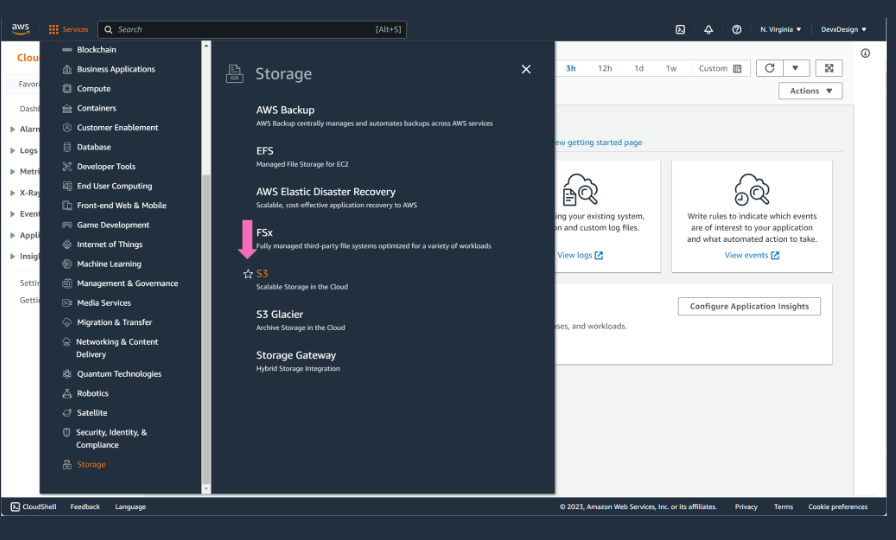 aws
Services
Search
[Alt+S]
N. Virginia
DevxDesign
Clou
Favori
Dashl
Alarn
Logs
Metri
X-Ray
Event
Appli
Insigl
Settin
Gettin
Blockchain
Business Applications
Compute
Containers
Customer Enablement
Database
Developer Tools
End User Computing
Front-end Web & Mobile
Game Development
Internet of Things
Machine Learning
Management & Governance
Media Services
Migration & Transfer
Networking & Content
Delivery
Quantum Technologies
Robotics
Satellite
Security, Identity, &
Compliance
Storage
Storage
AWS Backup
AWS Backup centrally manages and automates backups across AWS services
EFS
Managed File Storage for EC2
AWS Elastic Disaster Recovery
Scalable, cost-effective application recovery to AWS
FSx
Fully managed third-party file systems optimized for a variety of workloads
S3
Scalable Storage in the Cloud
S3 Glacier
Archive Storage in the Cloud
Storage Gateway
Hybrid Storage Integration
3h 12h 1d 1w Custom
Actions
ew getting started page
ing your existing system,
n and custom log files.
View logs
Write rules to indicate which events
are of interest to your application
and what automated action to take.
View events
Configure Application Insights
ses, and workloads.
CloudShell Feedback Language
© 2023, Amazon Web Services, Inc. or its affiliates. Privacy Terms Cookie preferences